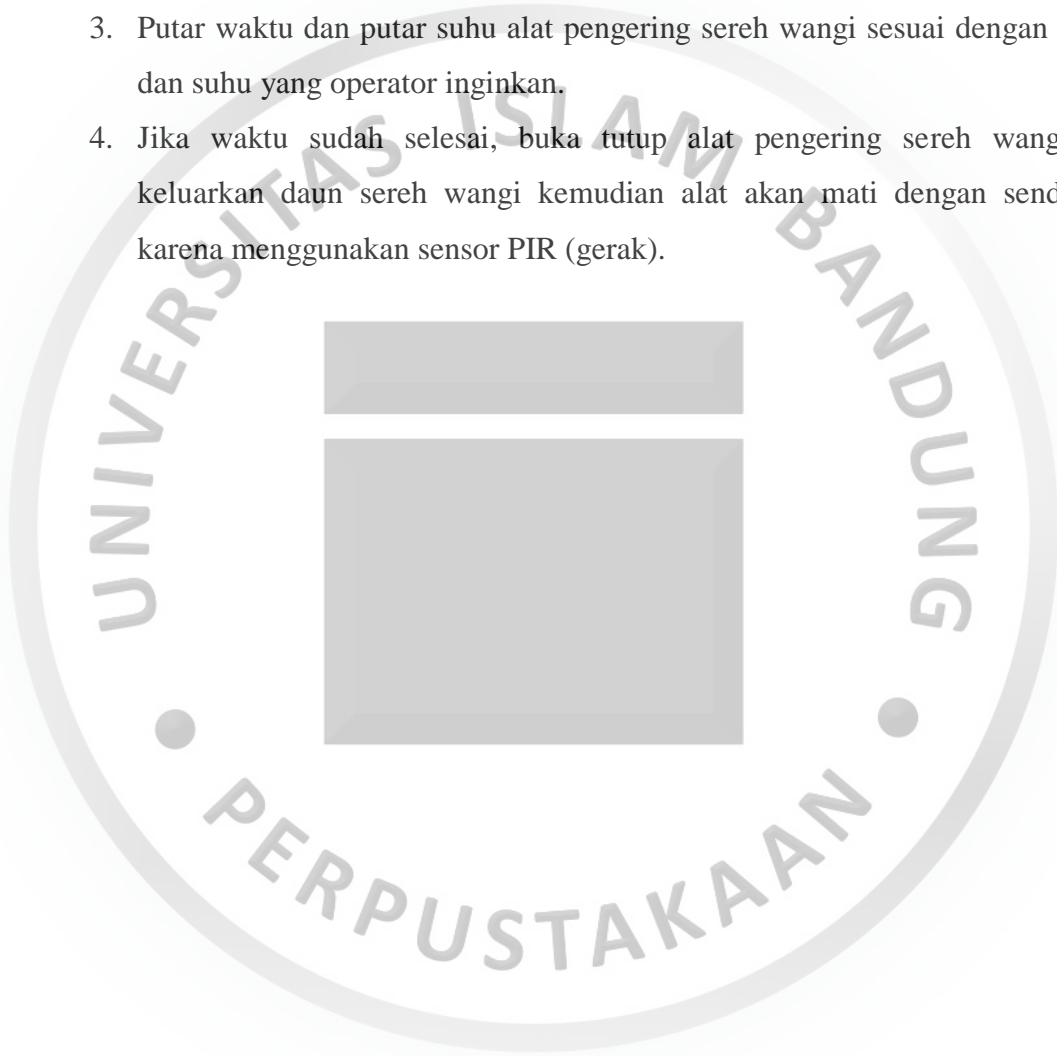 3. Putar waktu dan putar suhu alat pengering sereh wangi sesuai dengan
dan suhu yang operator inginkan.
4. Jika waktu sudah selesai, buka tutup alat pengering sereh wang
keluarkan daun sereh wangi kemudian alat akan mati dengan send
karena menggunakan sensor PIR (gerak).
UNIVERSITAS ISLAM BANDUNG
PERPUSTAKAAN